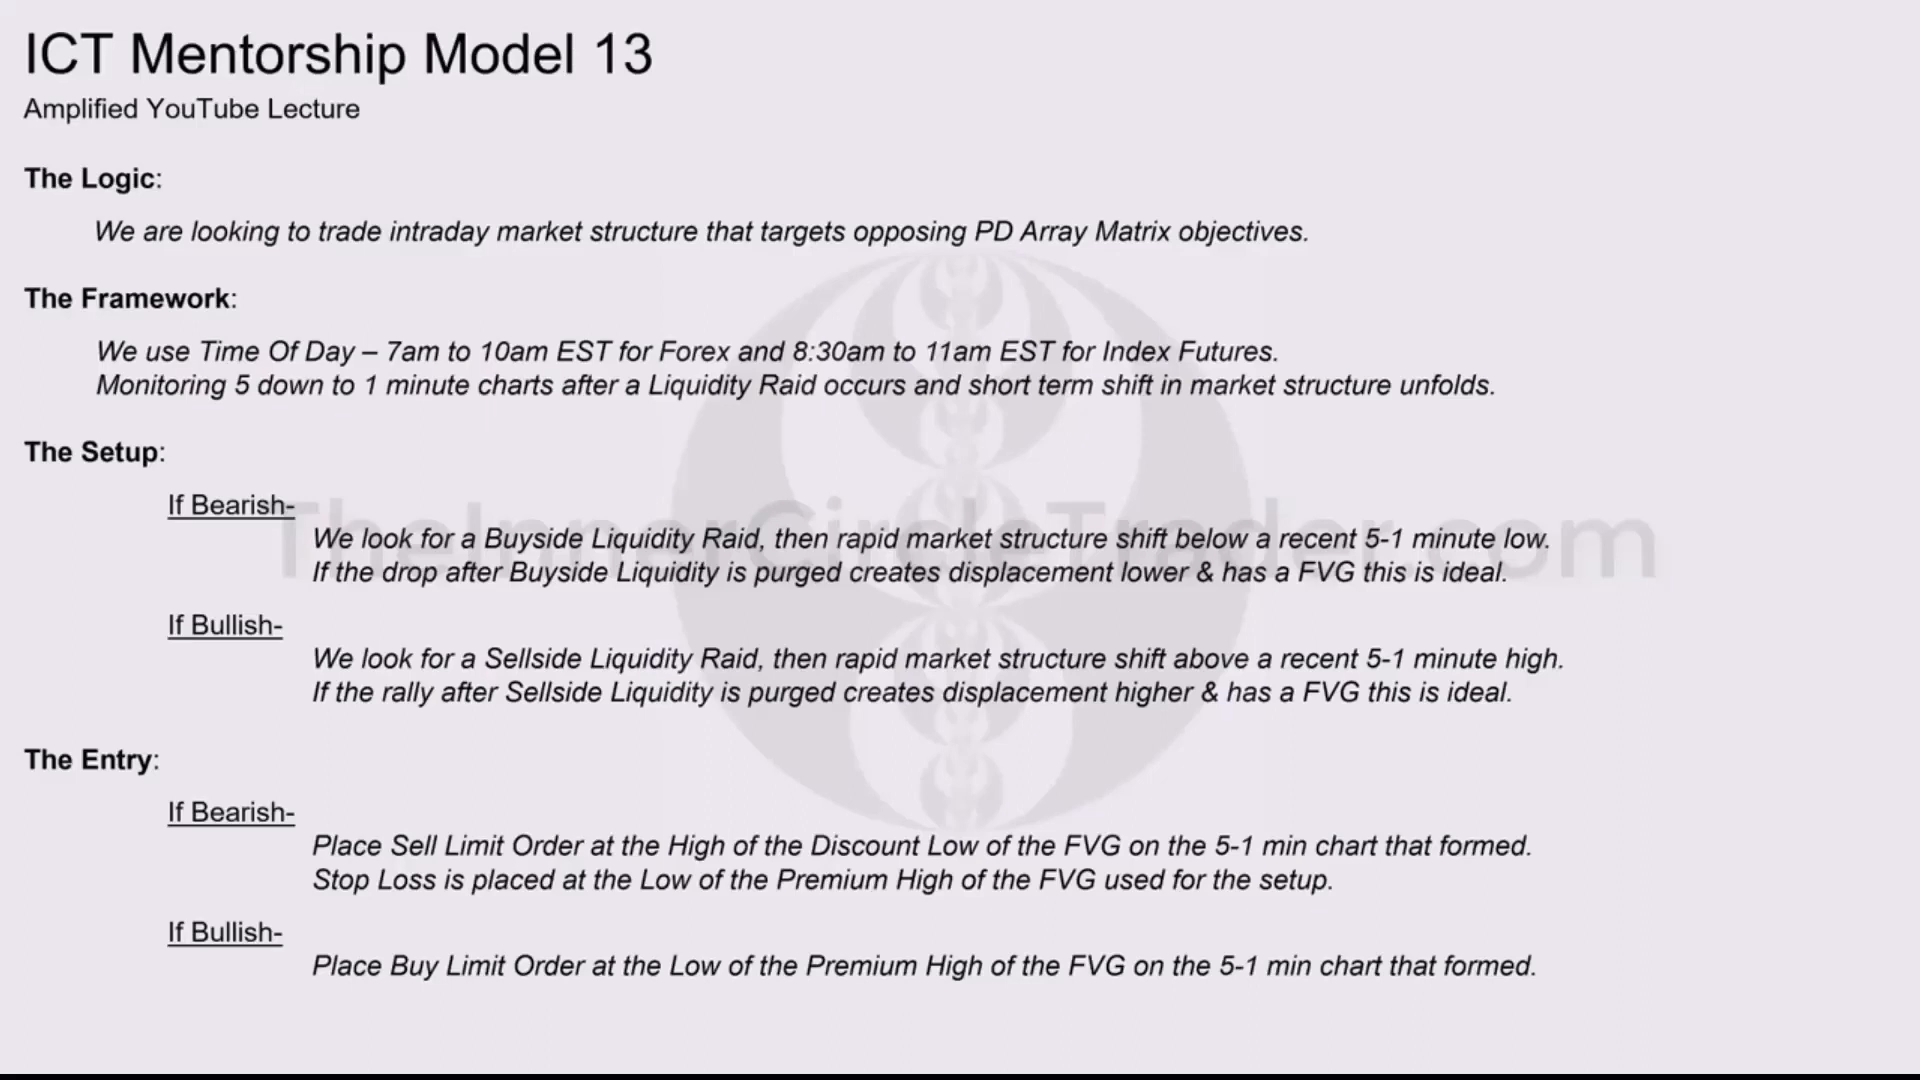 ICT Mentorship Model 13
Amplified YouTube Lecture
The Logic:
We are looking to trade intraday market structure that targets opposing PD Array Matrix objectives.
The Framework:
We use Time Of Day – 7am to 10am EST for Forex and 8:30am to 11am EST for Index Futures.
Monitoring 5 down to 1 minute charts after a Liquidity Raid occurs and short term shift in market structure unfolds.
The Setup:
If Bearish-
TheInnerCircleTrader.com
We look for a Buyside Liquidity Raid, then rapid market structure shift below a recent 5-1 minute low.
If the drop after Buyside Liquidity is purged creates displacement lower & has a FVG this is ideal.
If Bullish-
We look for a Sellside Liquidity Raid, then rapid market structure shift above a recent 5-1 minute high.
If the rally after Sellside Liquidity is purged creates displacement higher & has a FVG this is ideal.
The Entry:
If Bearish-
Place Sell Limit Order at the High of the Discount Low of the FVG on the 5-1 min chart that formed.
Stop Loss is placed at the Low of the Premium High of the FVG used for the setup.
If Bullish-
Place Buy Limit Order at the Low of the Premium High of the FVG on the 5-1 min chart that formed.